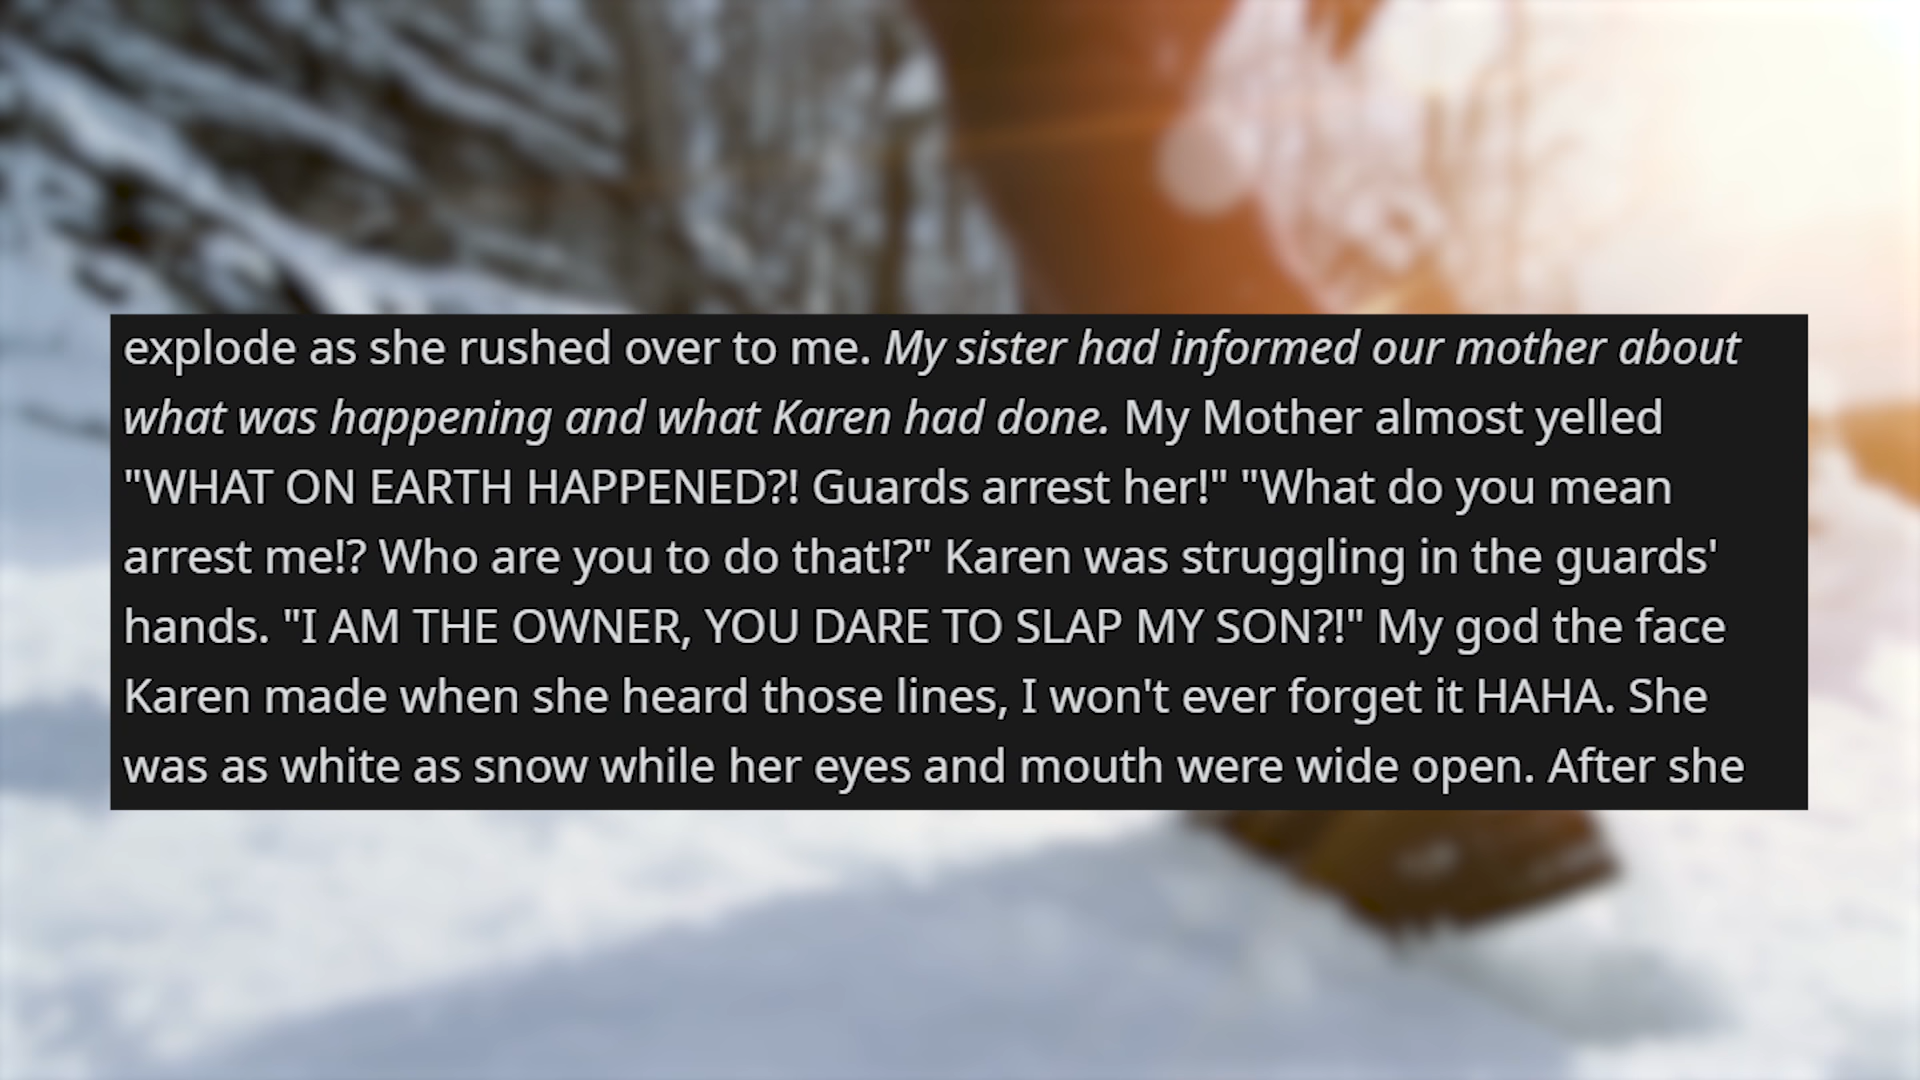 explode as she rushed over to me. My sister had informed our mother about
what was happening and what Karen had done. My Mother almost yelled
"WHAT ON EARTH HAPPENED?! Guards arrest her!" "What do you mean
arrest me!? Who are you to do that!?" Karen was struggling in the guards'
hands. "I AM THE OWNER, YOU DARE TO SLAP MY SON?!" My god the face
Karen made when she heard those lines, I won't ever forget it HAHA. She
was as white as snow while her eyes and mouth were wide open. After she